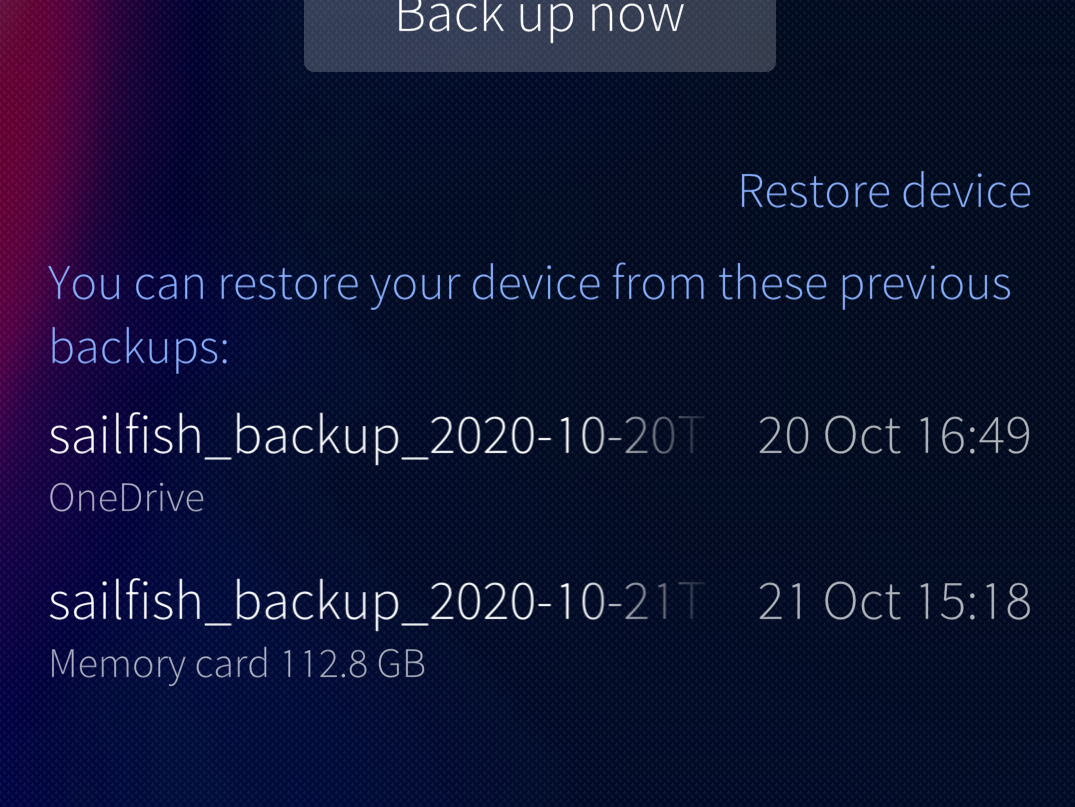 Back up now
Restore device
You can restore your device from these previous
backups:
sailfish_backup_2020-10-20T 20 Oct 16:49
OneDrive
sailfish_backup_2020-10-21T 21 Oct 15:18
Memory card 112.8 GB